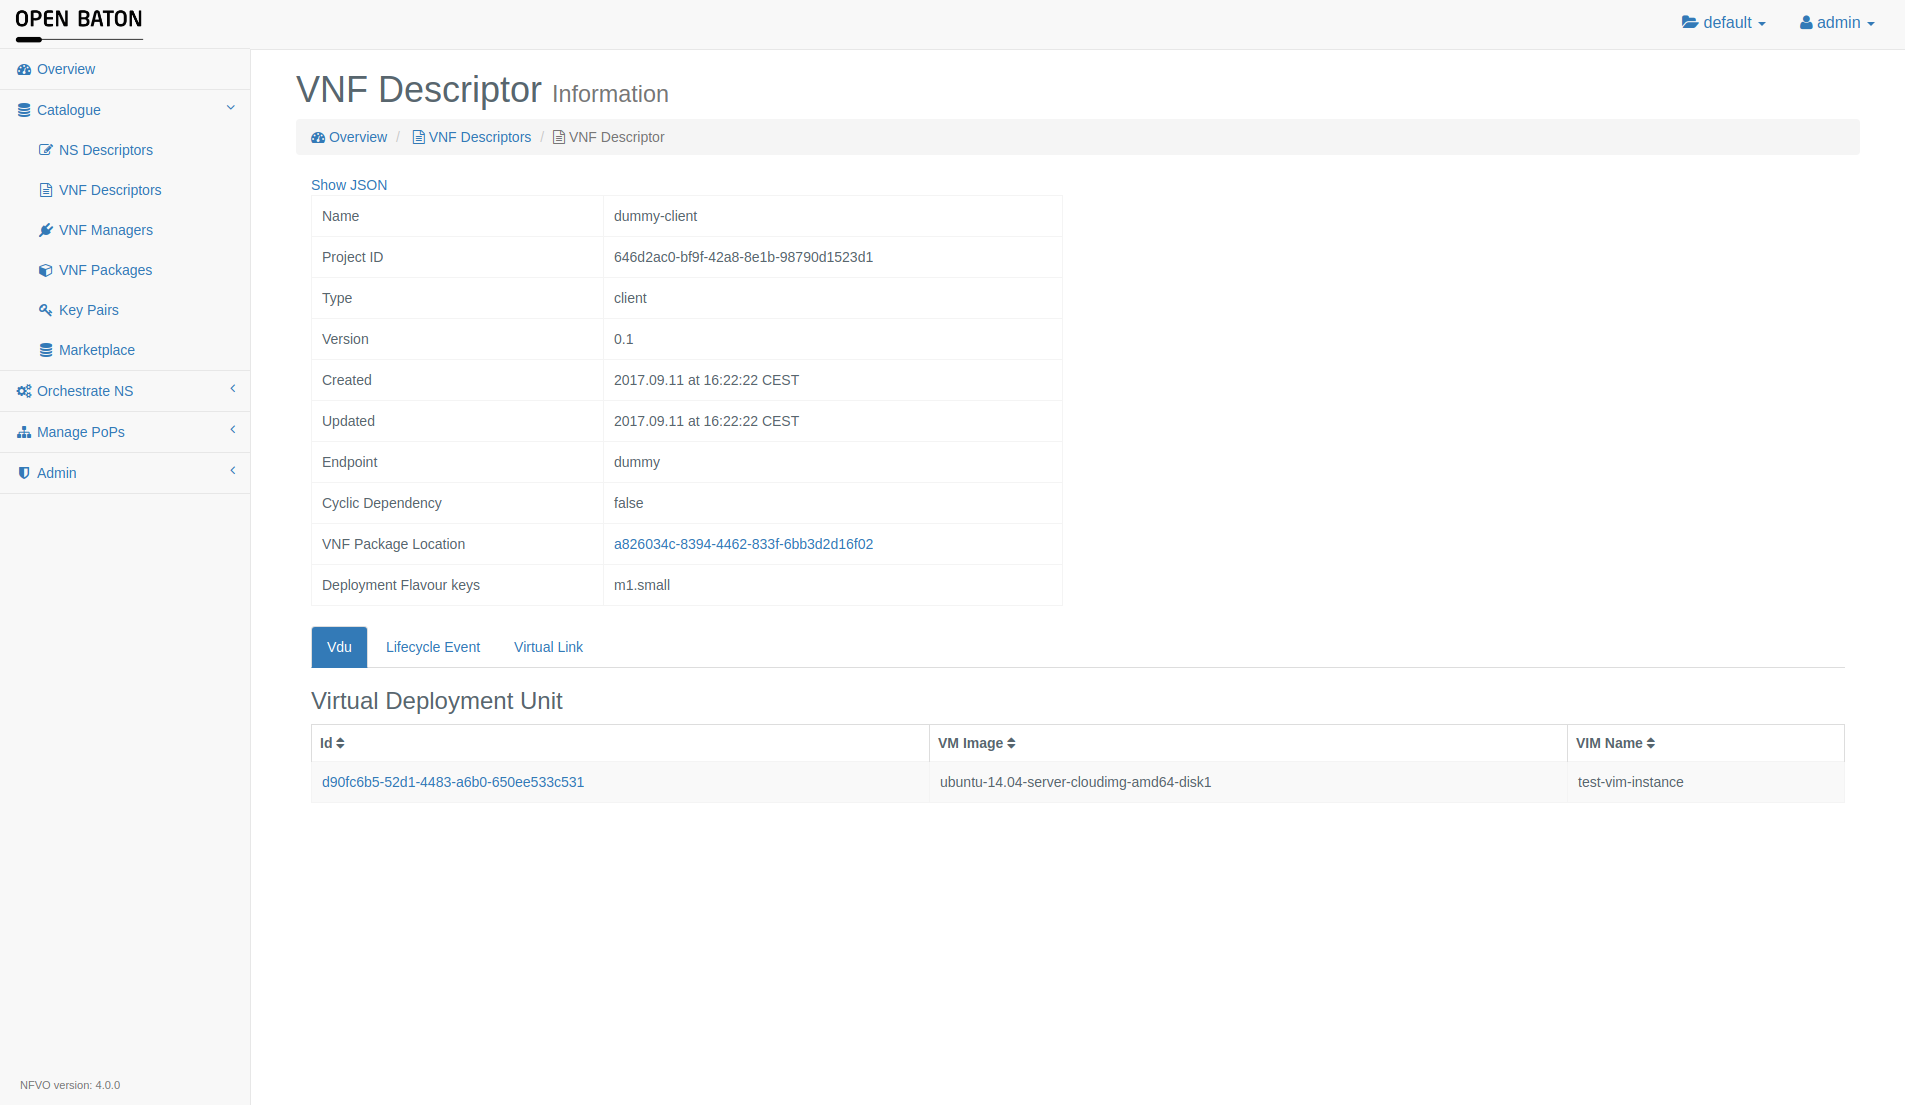 OPEN BATON
default
admin
Overview
Catalogue
NS Descriptors
VNF Descriptors
VNF Managers
VNF Packages
Key Pairs
Marketplace
Orchestrate NS
Manage PoPs
Admin
NFVO version: 4.0.0
VNF Descriptor Information
Overview / VNF Descriptors / VNF Descriptor
Show JSON
Name dummy-client
Project ID 646d2ac0-bf9f-42a8-8e1b-98790d1523d1
Type client
Version 0.1
Created 2017.09.11 at 16:22:22 CEST
Updated 2017.09.11 at 16:22:22 CEST
Endpoint dummy
Cyclic Dependency false
VNF Package Location a826034c-8394-4462-833f-6bb3d2d16f02
Deployment Flavour keys m1.small
Vdu Lifecycle Event Virtual Link
Virtual Deployment Unit
Id VM Image VIM Name
d90fc6b5-52d1-4483-a6b0-650ee533c531 ubuntu-14.04-server-cloudimg-amd64-disk1 test-vim-instance